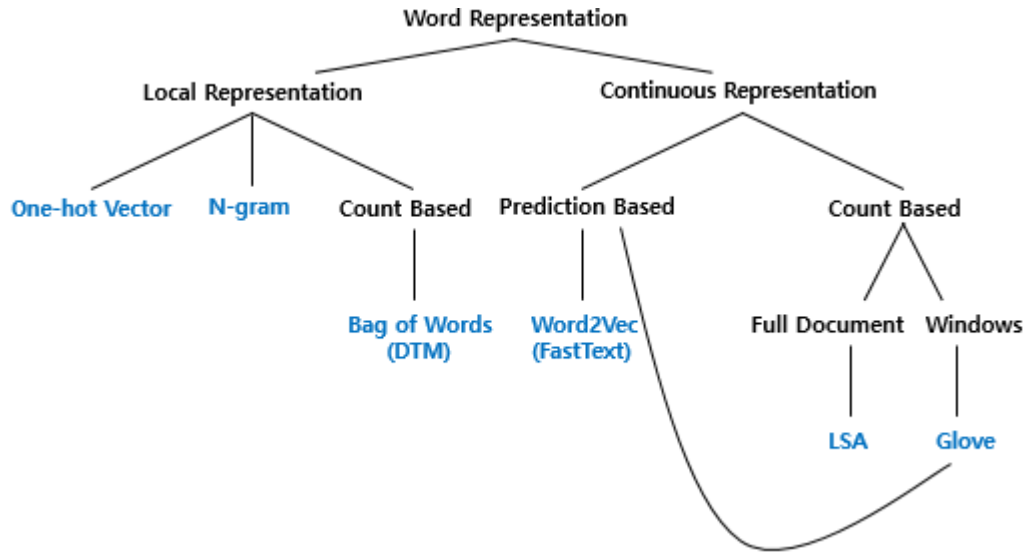 Word Representation
Local Representation
Continuous Representation
One-hot Vector
N-gram
Count Based
Prediction Based
Count Based
Bag of Words
(DTM)
Word2Vec
(FastText)
Full Document
Windows
LSA
Glove